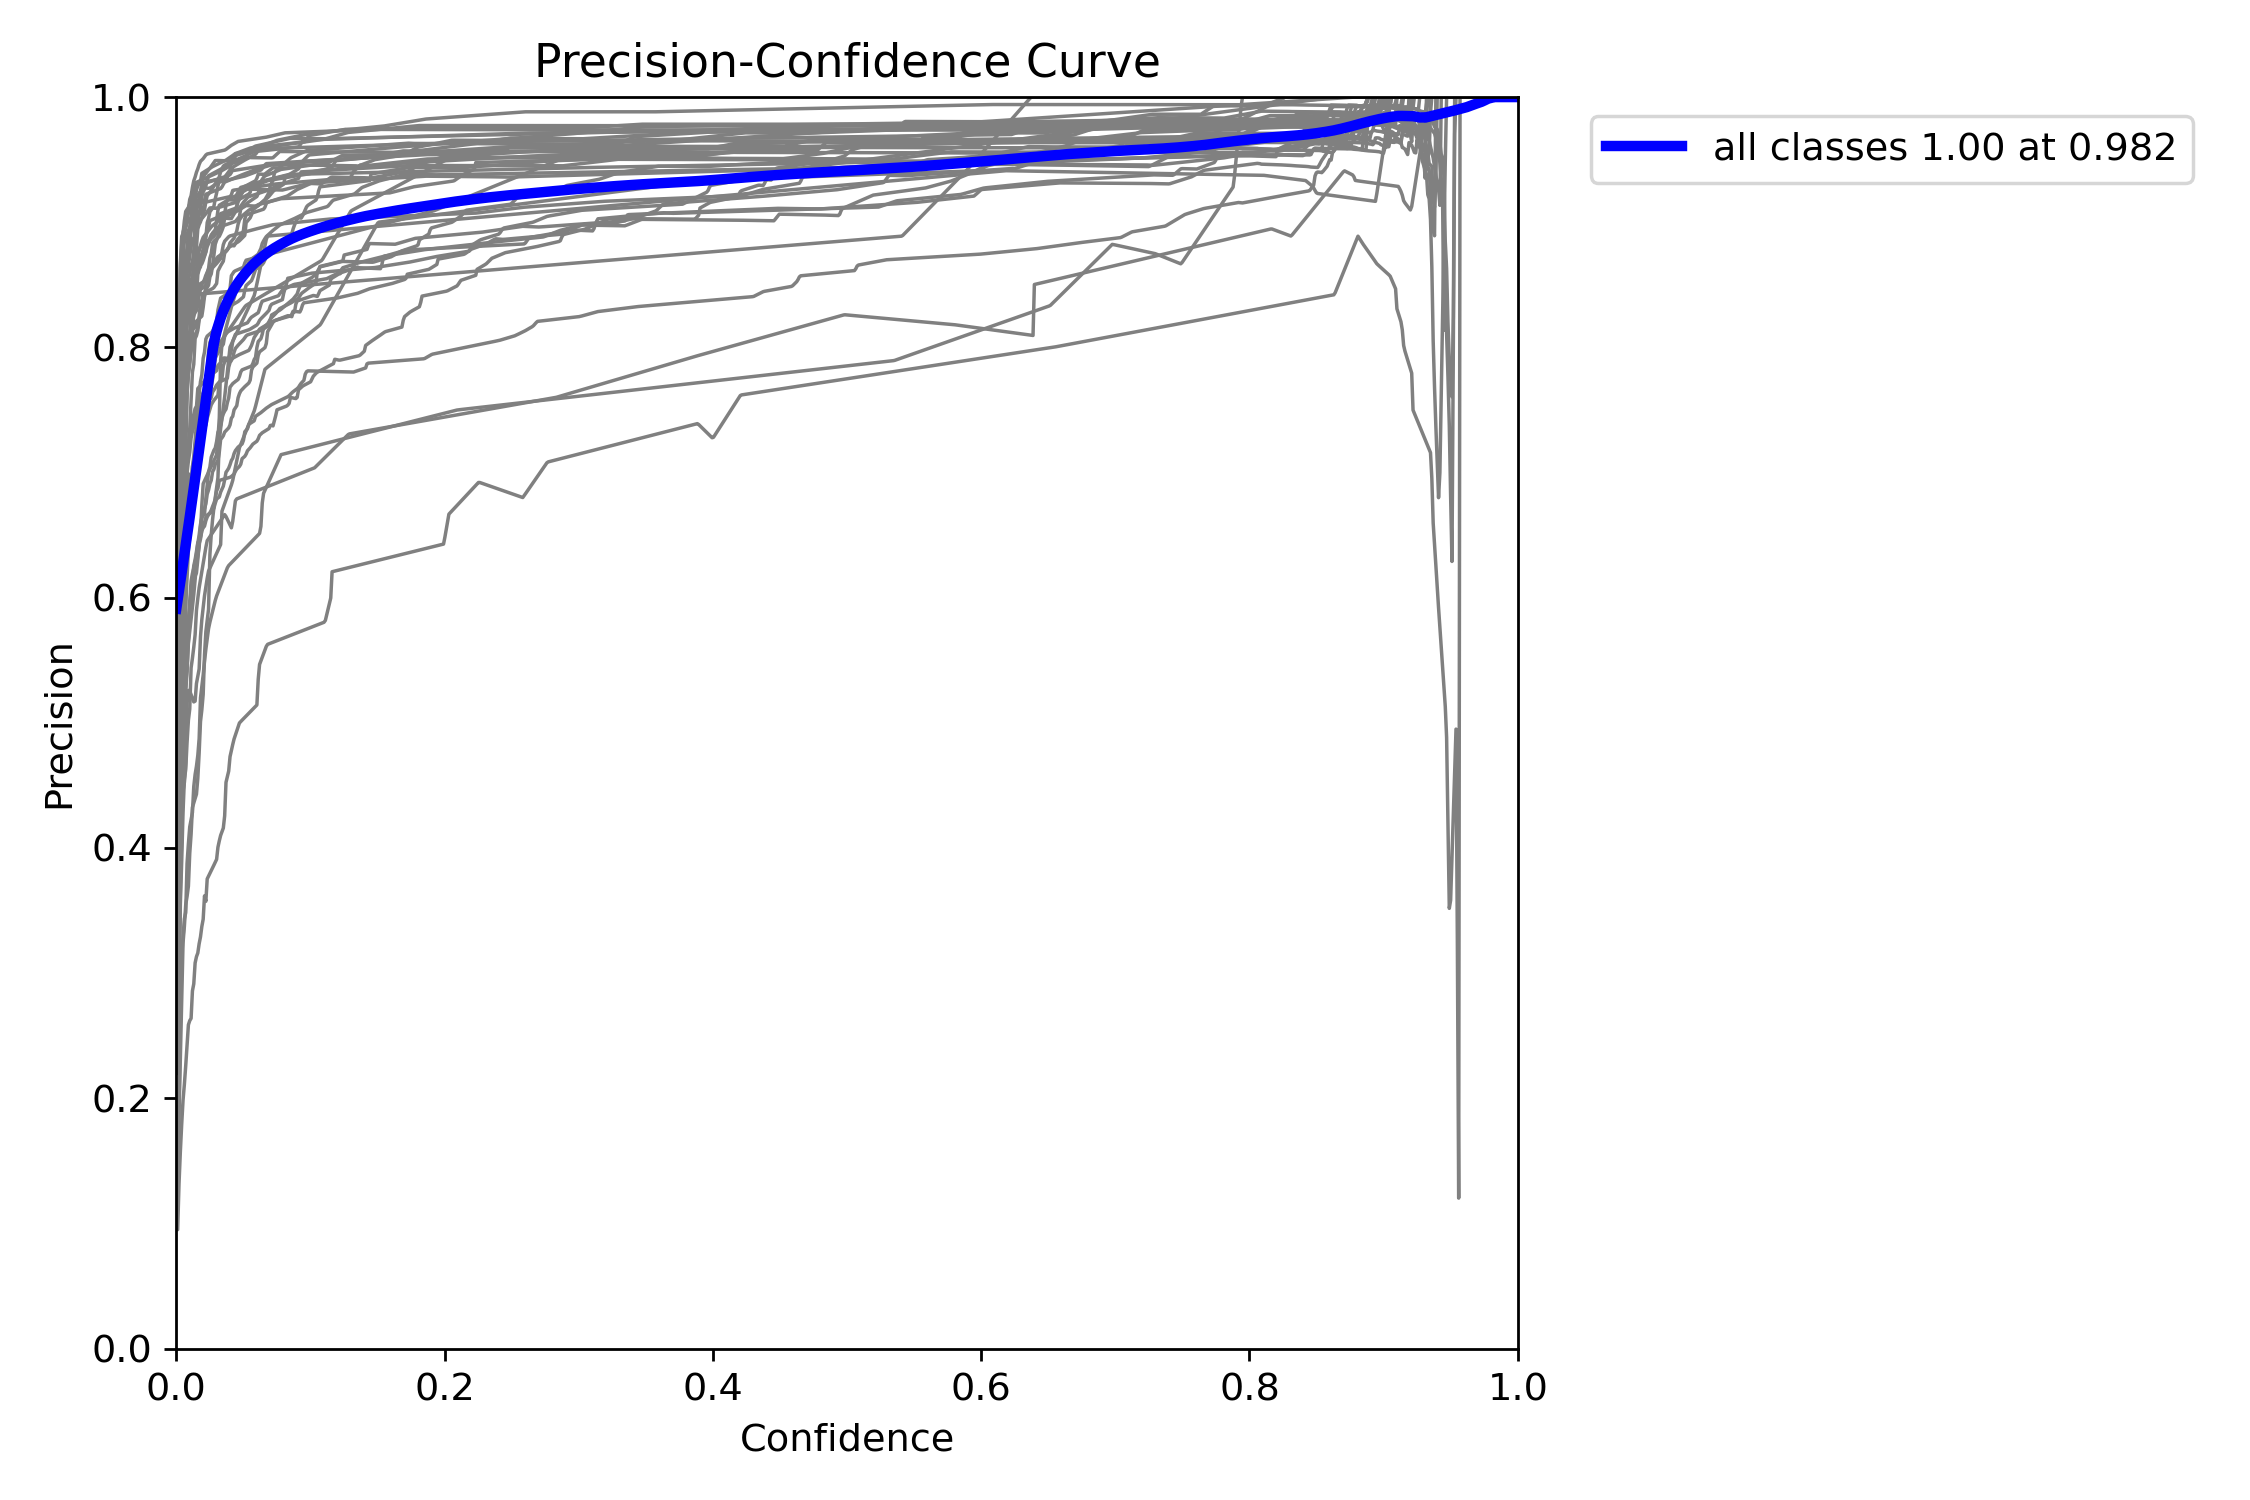 Precision-Confidence Curve
1.0
0.8
0.6
0.4
0.2
0.0
Precision
0.0 0.2 0.4 0.6 0.8 1.0
Confidence
all classes 1.00 at 0.982